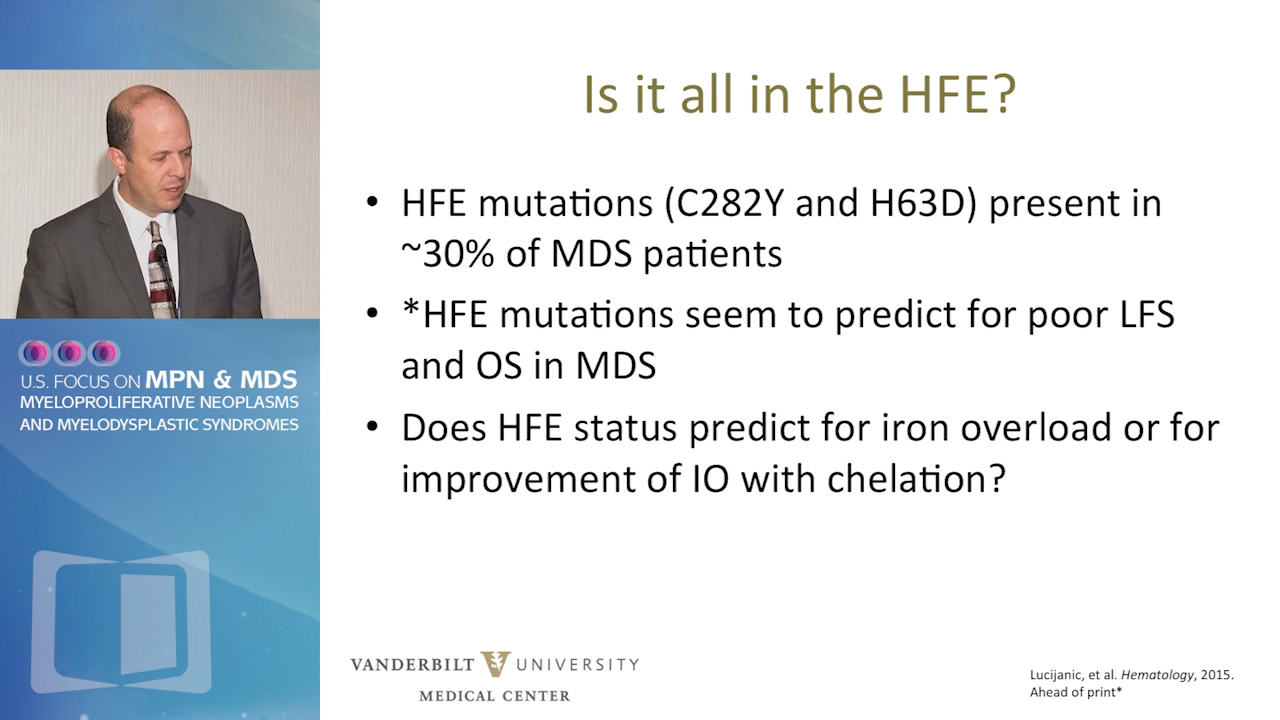 Is it all in the HFE?
• HFE mutations (C282Y and H63D) present in
~30% of MDS patients
• *HFE mutations seem to predict for poor LFS
and OS in MDS
• Does HFE status predict for iron overload or for
improvement of IO with chelation?
U.S. FOCUS ON MPN & MDS
MYELOPROLIFERATIVE NEOPLASMS
AND MYELODYSPLASTIC SYNDROMES
VANDERBILT UNIVERSITY
MEDICAL CENTER
Lucijanic, et al. Hematology, 2015.
Ahead of print*